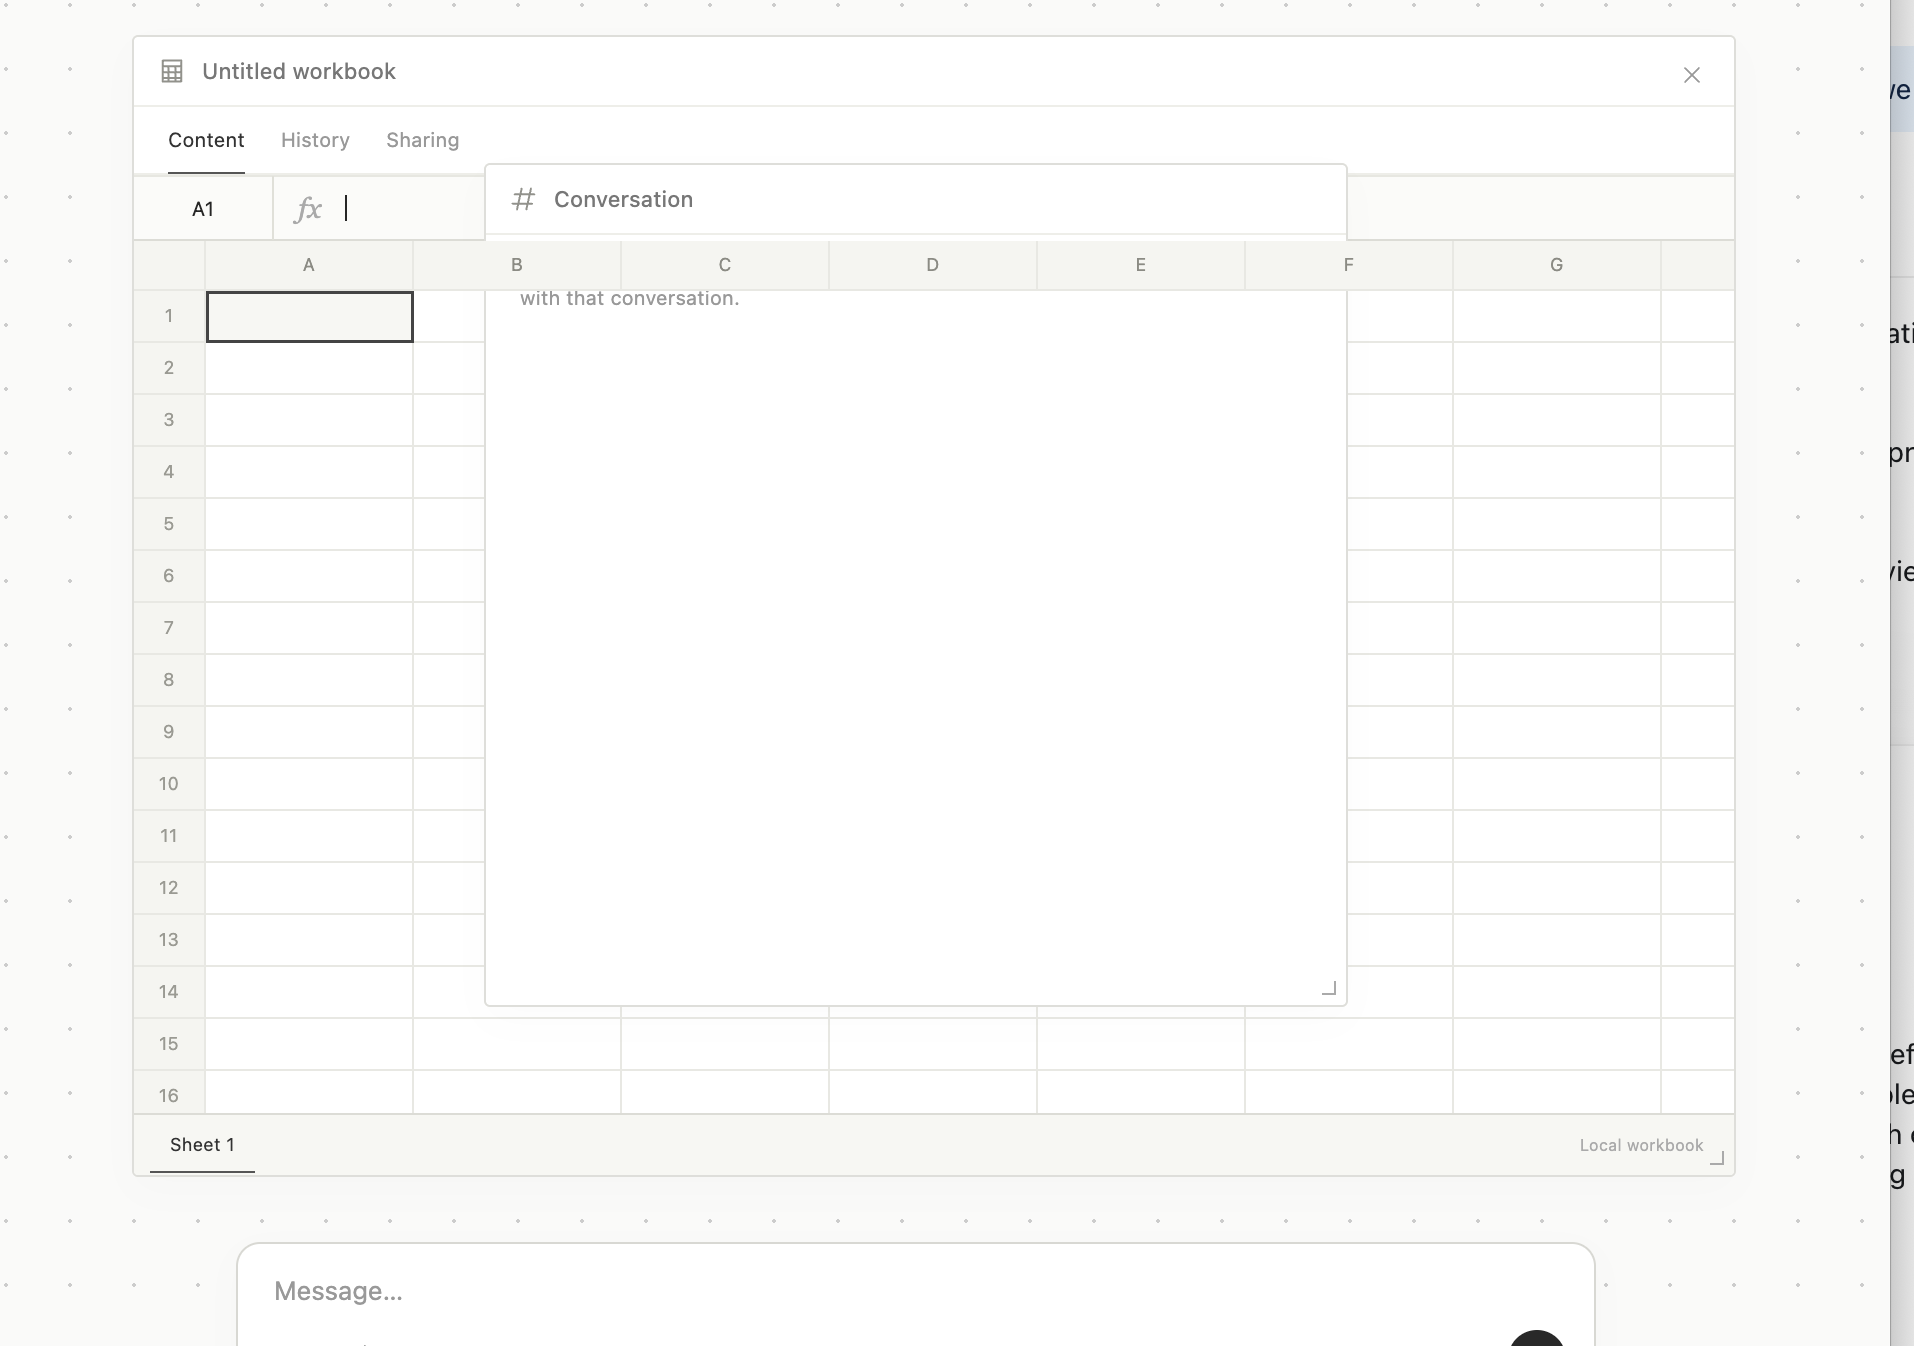 Untitled workbook
Content History Sharing
A1 fx
# Conversation
A B C D E F G
with that conversation.
1
2
3
4
5
6
7
8
9
10
11
12
13
14
15
16
Sheet 1 Local workbook
Message...